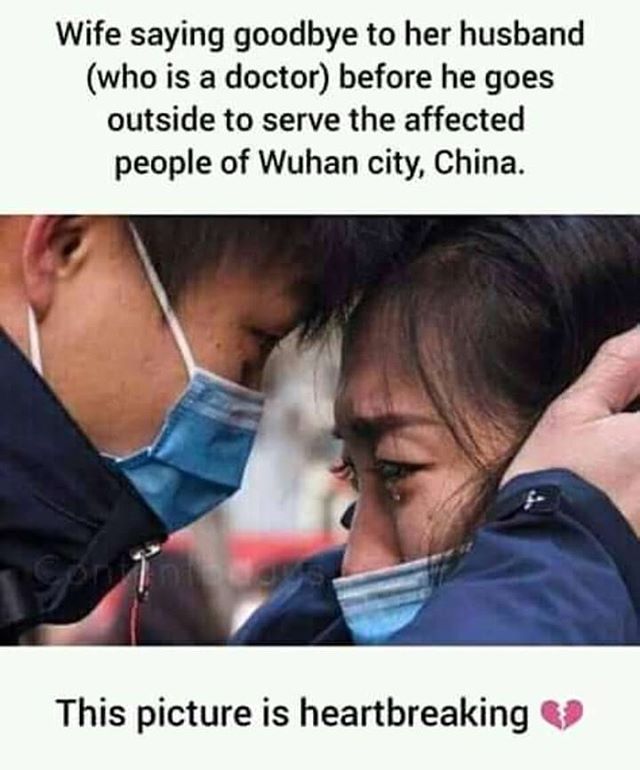 Wife saying goodbye to her husband
(who is a doctor) before he goes
outside to serve the affected
people of Wuhan city, China.
This picture is heartbreaking 💔